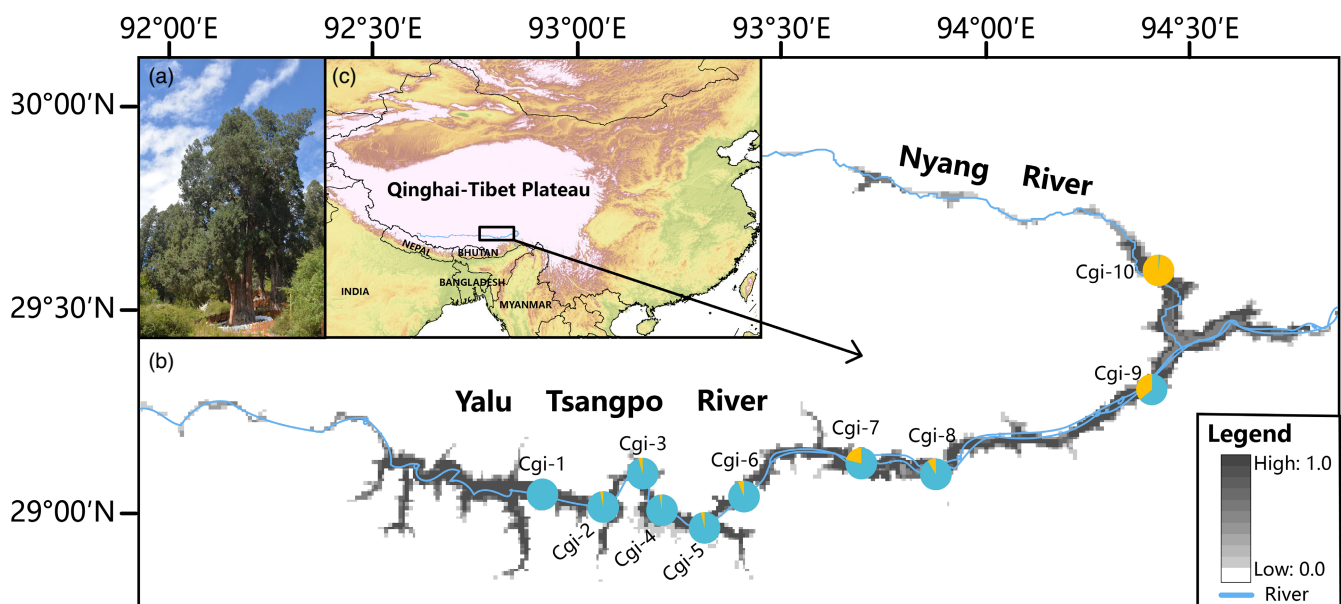 92°00′E 92°30′E 93°00′E 93°30′E 94°00′E 94°30′E
30°00′N
29°30′N
29°00′N
(a)
(c)
Qinghai-Tibet Plateau
NEPAL
BHUTAN
BANGLADESH
INDIA
MYANMAR
(b)
Nyang River
Yalu Tsangpo River
Cgi-1
Cgi-2
Cgi-3
Cgi-4
Cgi-5
Cgi-6
Cgi-7
Cgi-8
Cgi-9
Cgi-10
Legend
High: 1.0
Low: 0.0
River